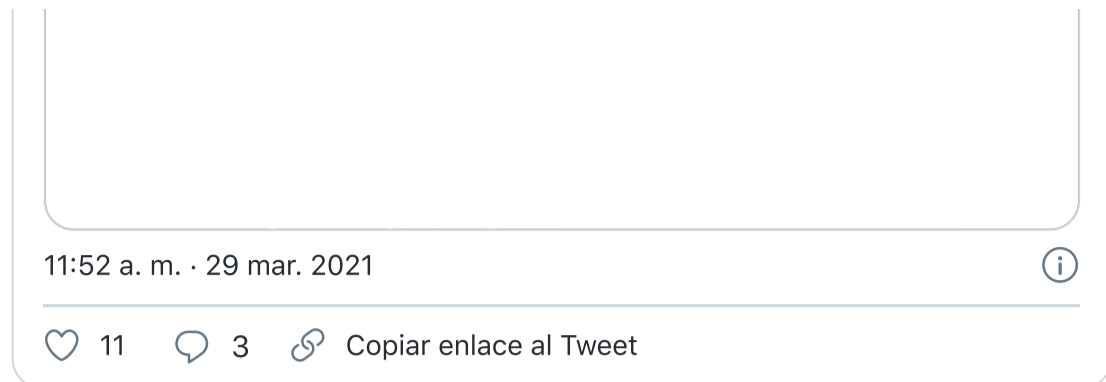 11:52 a. m. · 29 mar. 2021
11 3 Copiar enlace al Tweet